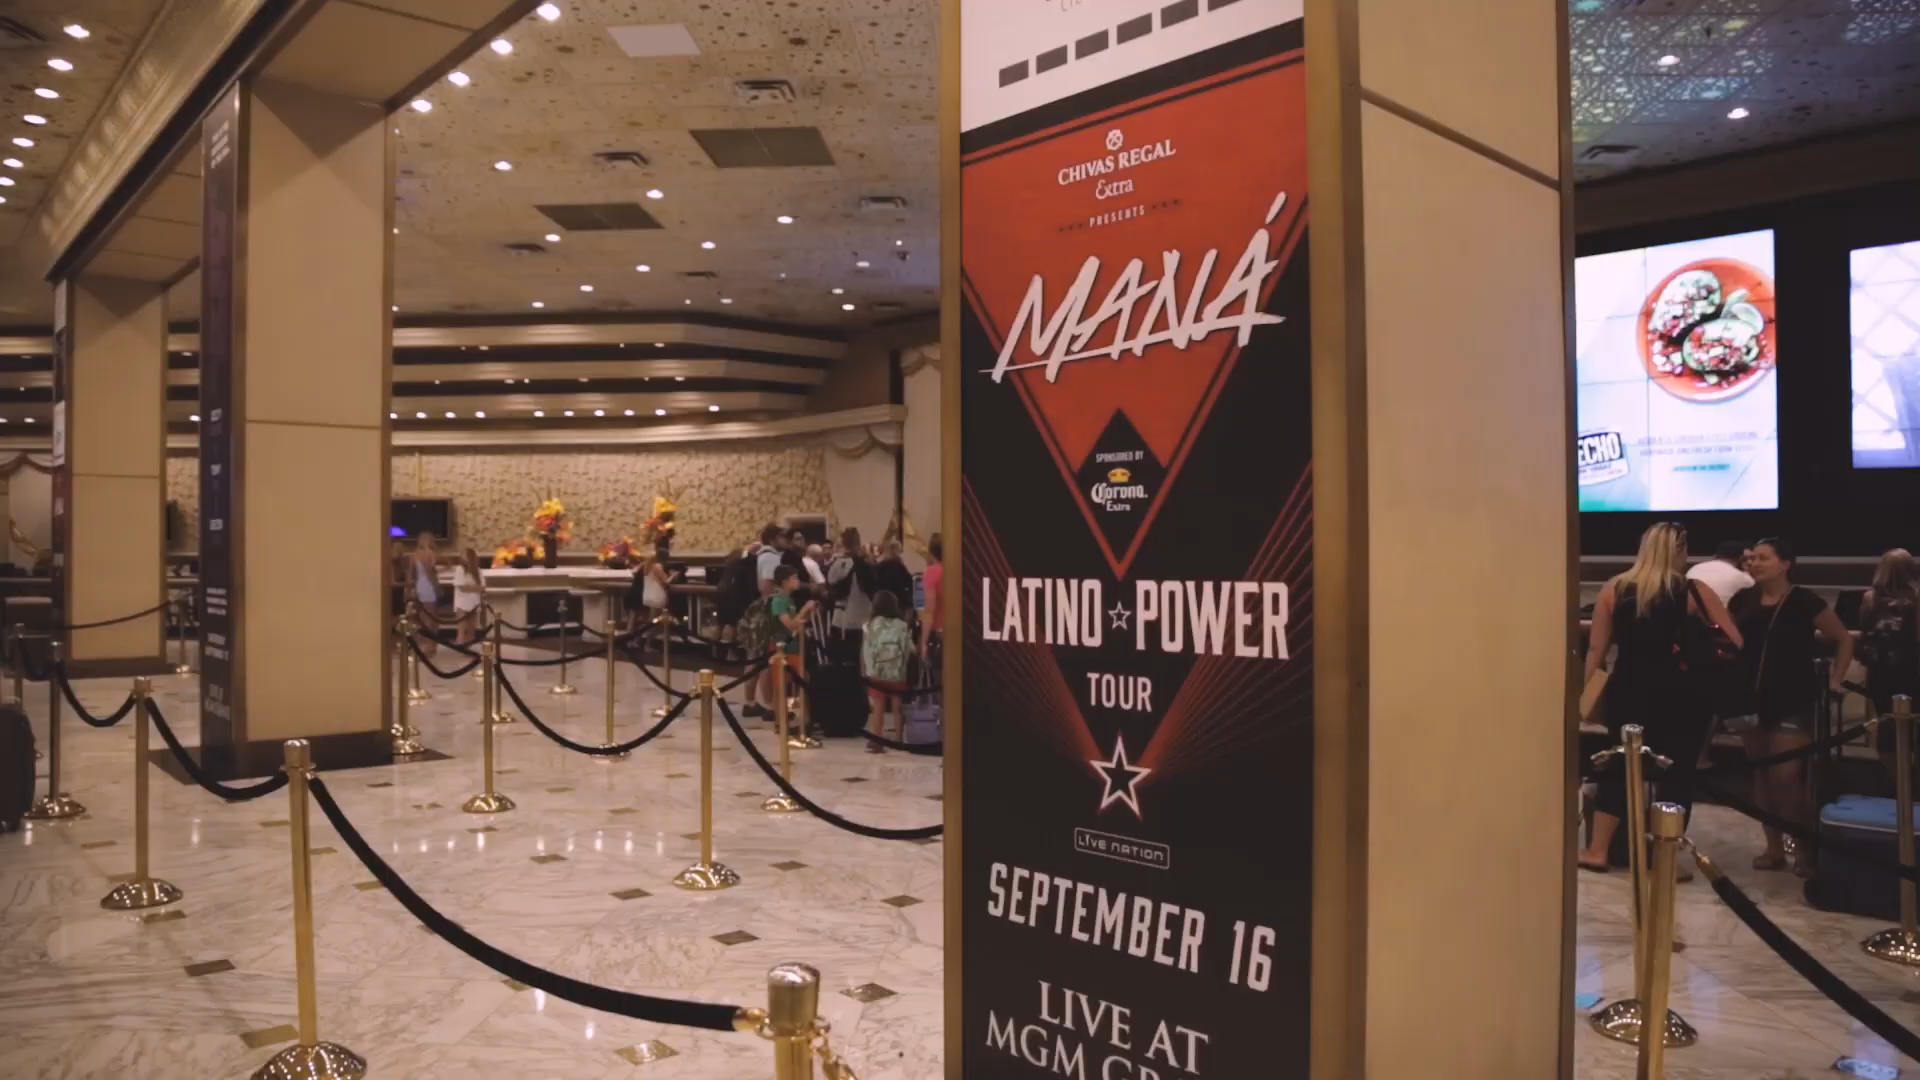 CHIVAS REGAL
Extra
PRESENTS
MANÁ
SPONSORED BY
Corona
Extra
LATINO POWER
TOUR
LIVE NATION
SEPTEMBER 16
LIVE AT
MGM
ECHO